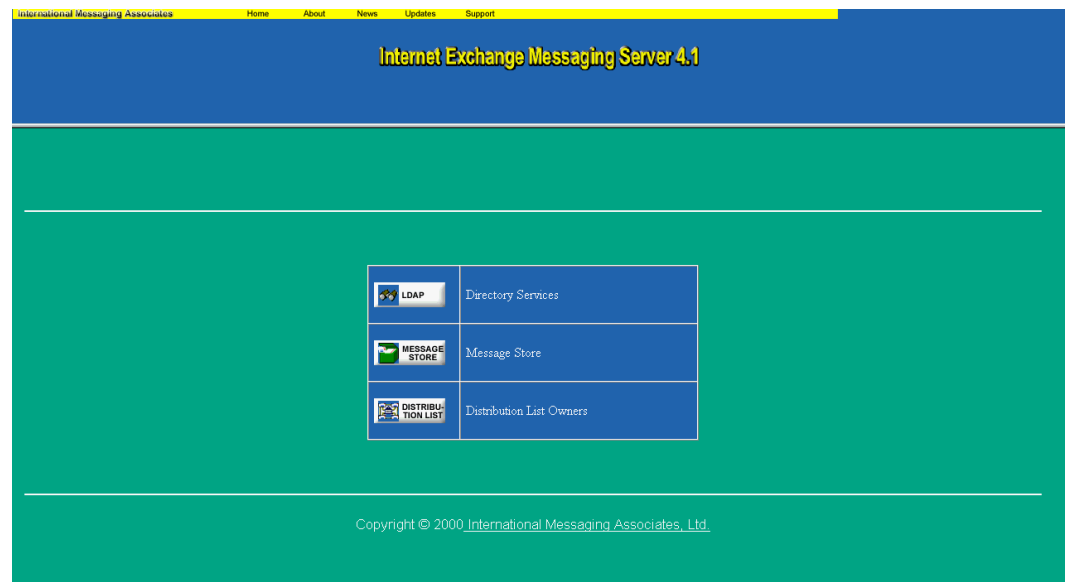 International Messaging Associates Home About News Updates Support
Internet Exchange Messaging Server 4.1
LDAP Directory Services
MESSAGE
STORE Message Store
DISTRIBU-
TION LIST Distribution List Owners
Copyright © 2000 International Messaging Associates, Ltd.